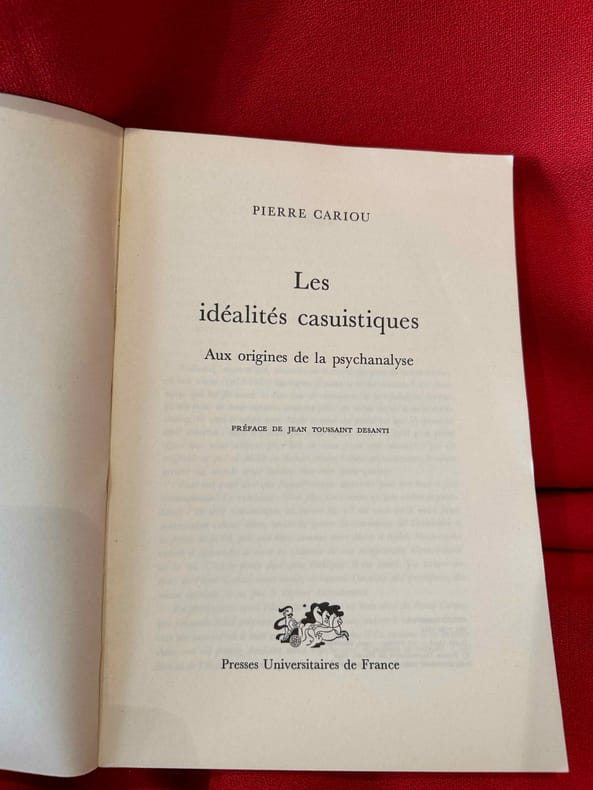 PIERRE CARIOU
Les
idéalités casuistiques
Aux origines de la psychanalyse
PRÉFACE DE JEAN TOUSSAINT DESANTI
Presses Universitaires de France